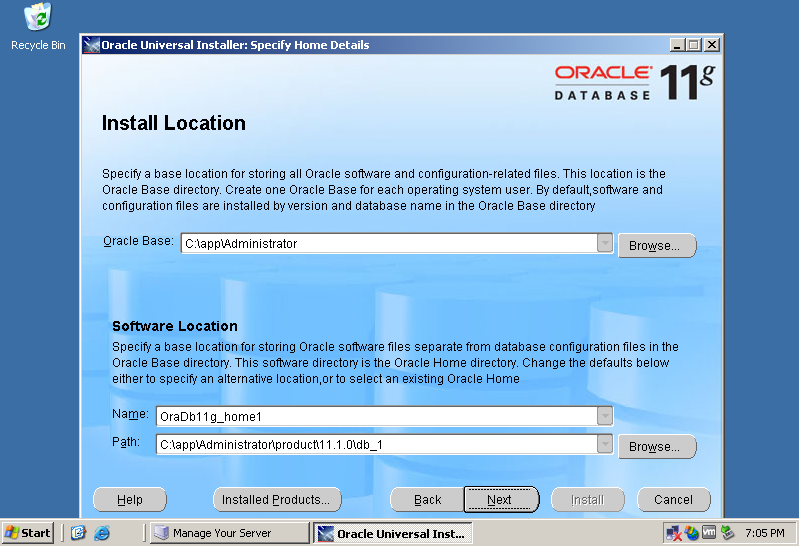 Recycle Bin
Oracle Universal Installer: Specify Home Details
ORACLE
DATABASE
11g
Install Location
Specify a base location for storing all Oracle software and configuration-related files. This location is the
Oracle Base directory. Create one Oracle Base for each operating system user. By default,software and
configuration files are installed by version and database name in the Oracle Base directory
Oracle Base:
C:\app\Administrator
Browse...
Software Location
Specify a base location for storing Oracle software files separate from database configuration files in the
Oracle Base directory. This software directory is the Oracle Home directory. Change the defaults below
either to specify an alternative location,or to select an existing Oracle Home
Name:
OraDb11g_home1
Path:
C:\app\Administrator\product\11.1.0\db_1
Browse...
Help
Installed Products...
Back
Next
Install
Cancel
Start
Manage Your Server
Oracle Universal Inst...
vm
7:05 PM